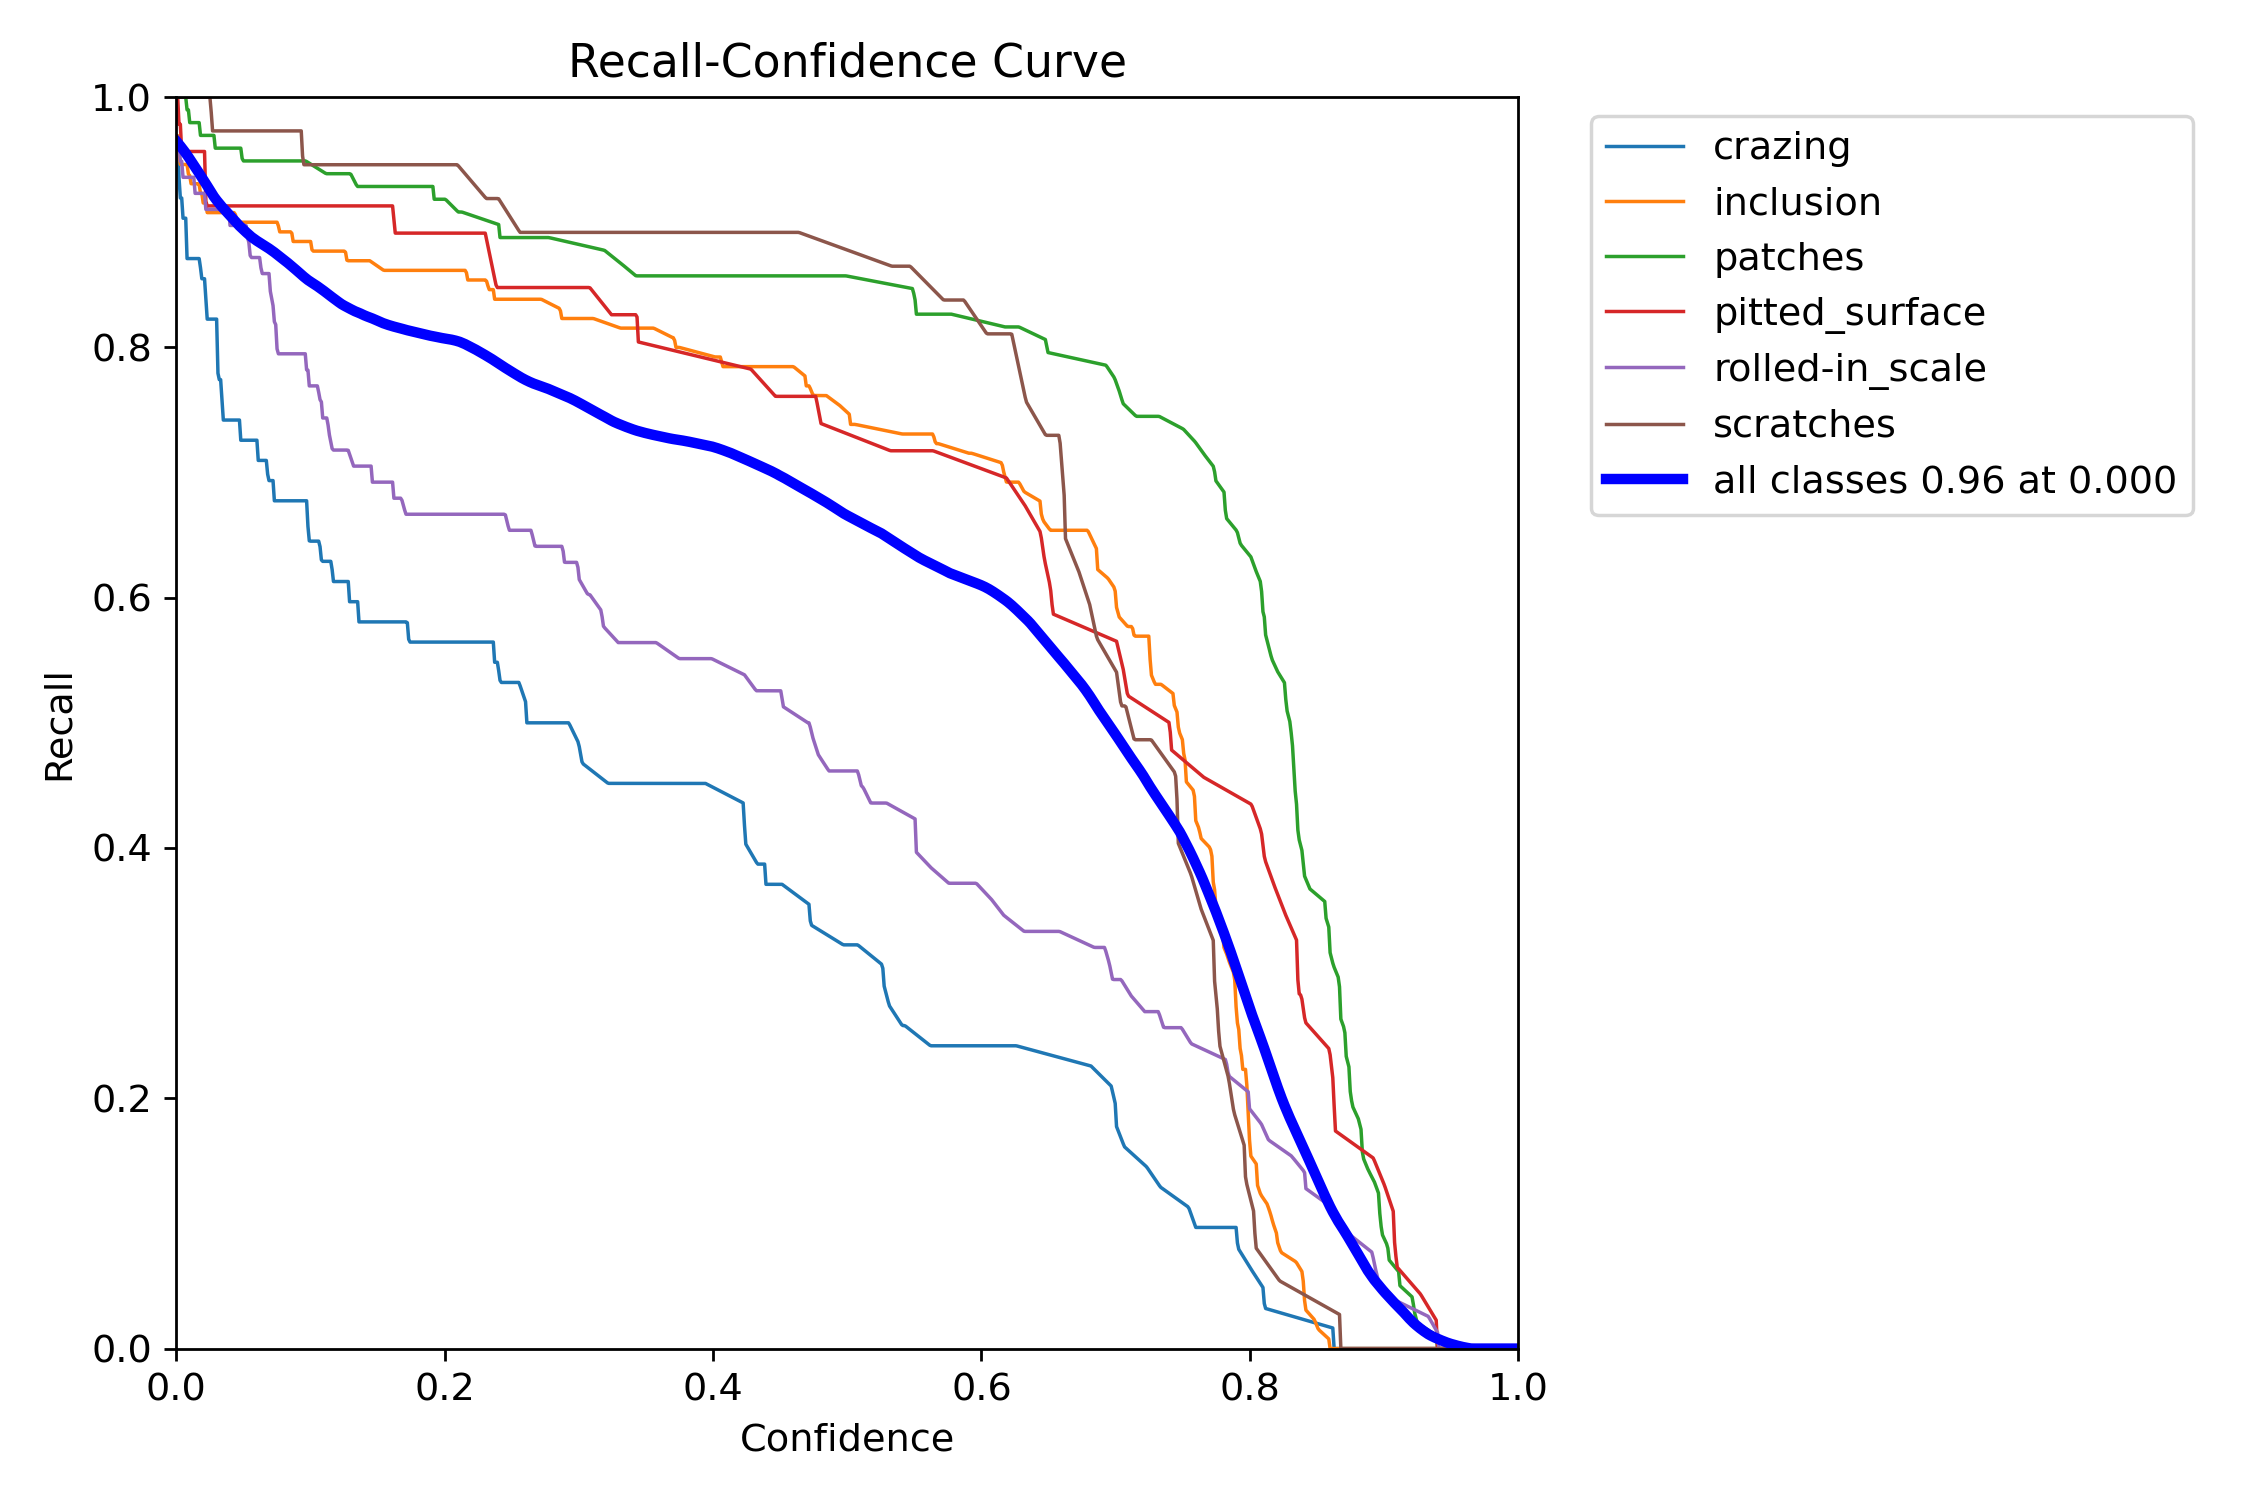 Recall-Confidence Curve
1.0
0.8
0.6
0.4
0.2
0.0
Recall
0.0 0.2 0.4 0.6 0.8 1.0
Confidence
crazing
inclusion
patches
pitted_surface
rolled-in_scale
scratches
all classes 0.96 at 0.000